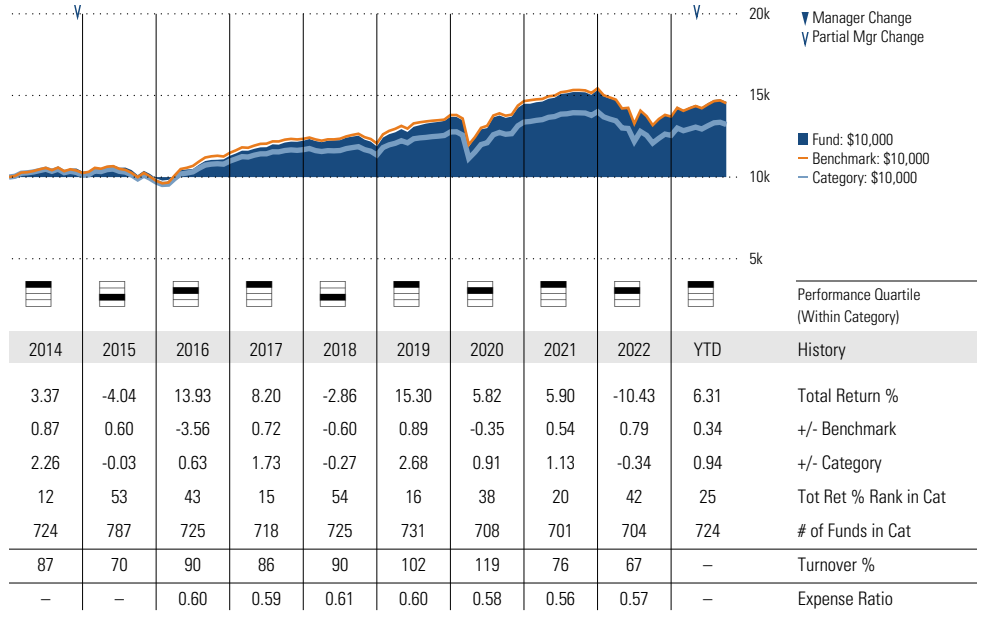 20k
Manager Change
Partial Mgr Change
15k
Fund: $10,000
Benchmark: $10,000
10k
Category: $10,000
5k
Performance Quartile
(Within Category)
2014 2015 2016 2017 2018 2019 2020 2021 2022 YTD History
3.37 -4.04 13.93 8.20 -2.86 15.30 5.82 5.90 -10.43 6.31 Total Return %
0.87 0.60 -3.56 0.72 -0.60 0.89 -0.35 0.54 0.79 0.34 +/- Benchmark
2.26 -0.03 0.63 1.73 -0.27 2.68 0.91 1.13 -0.34 0.94 +/- Category
12 53 43 15 54 16 38 20 42 25 Tot Ret % Rank in Cat
724 787 725 718 725 731 708 701 704 724 # of Funds in Cat
87 70 90 86 90 102 119 76 67 – Turnover %
– – 0.60 0.59 0.61 0.60 0.58 0.56 0.57 – Expense Ratio